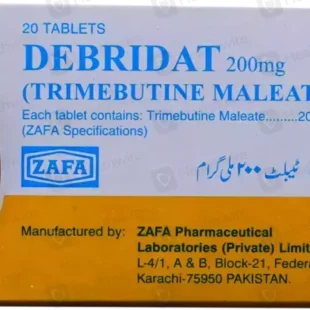 20 TABLETS
DEBRIDAT 200mg
(TRIMEBUTINE MALEAT
Each tablet contains: Trimebutine Maleate.........20
(ZAFA Specifications)
ZAFA
ٹیبلٹ ۲۰۰ ملی گرام
Manufactured by: ZAFA Pharmaceutical
Laboratories (Private) Limit
L-4/1, A & B, Block-21, Federa
Karachi-75950 PAKISTAN.